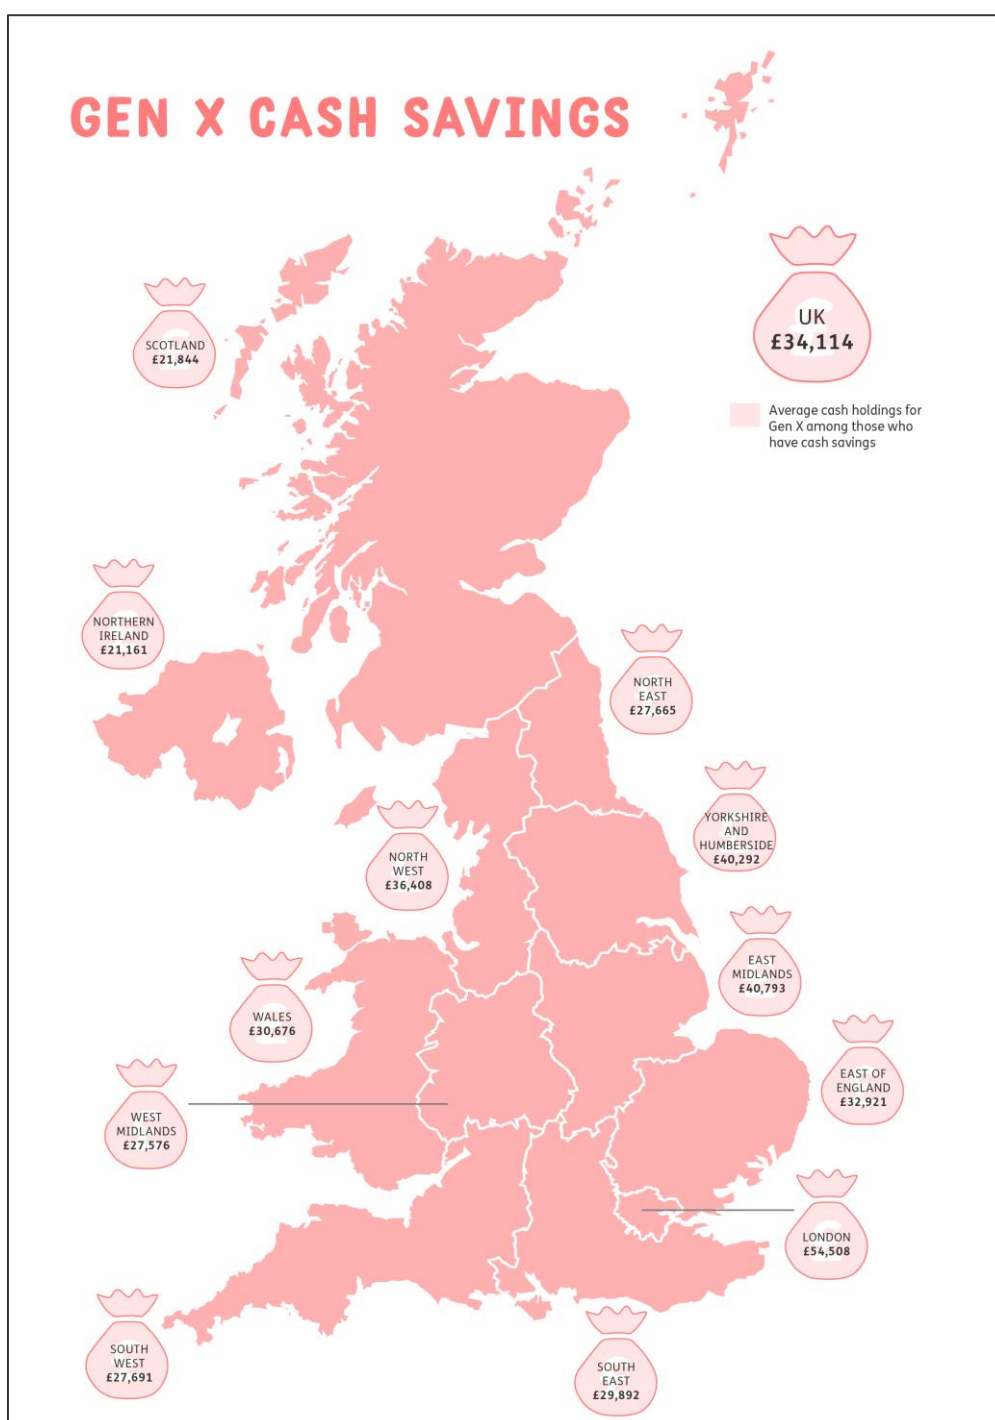 GEN X CASH SAVINGS
UK
£34,114
Average cash holdings for
Gen X among those who
have cash savings
SCOTLAND
£21,844
NORTHERN
IRELAND
£21,161
NORTH
EAST
£27,665
YORKSHIRE
AND
HUMBERSIDE
£40,292
NORTH
WEST
£36,408
EAST
MIDLANDS
£40,793
WALES
£30,676
EAST OF
ENGLAND
£32,921
WEST
MIDLANDS
£27,576
LONDON
£54,508
SOUTH
WEST
£27,691
SOUTH
EAST
£29,892